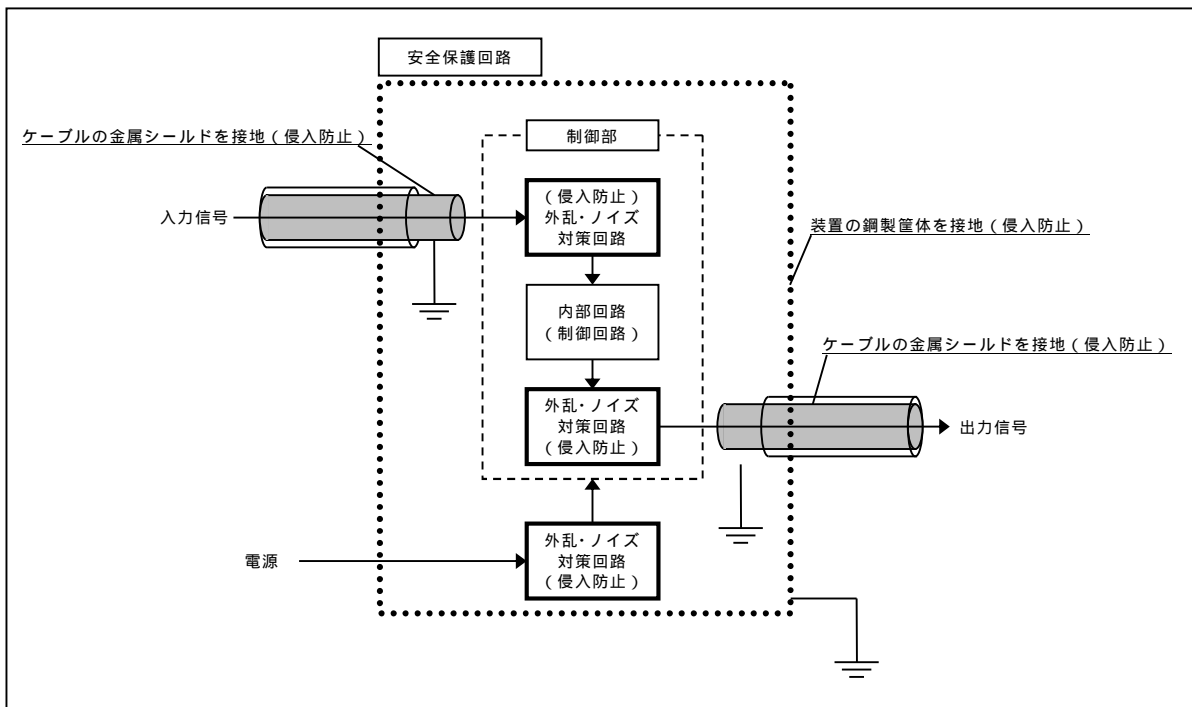 安全保護回路
ケーブルの金属シールドを接地(侵入防止)
制御部
入力信号
(侵入防止)
外乱・ノイズ
対策回路
装置の鋼製筐体を接地(侵入防止)
内部回路
(制御回路)
ケーブルの金属シールドを接地(侵入防止)
外乱・ノイズ
対策回路
(侵入防止)
出力信号
電源
外乱・ノイズ
対策回路
(侵入防止)